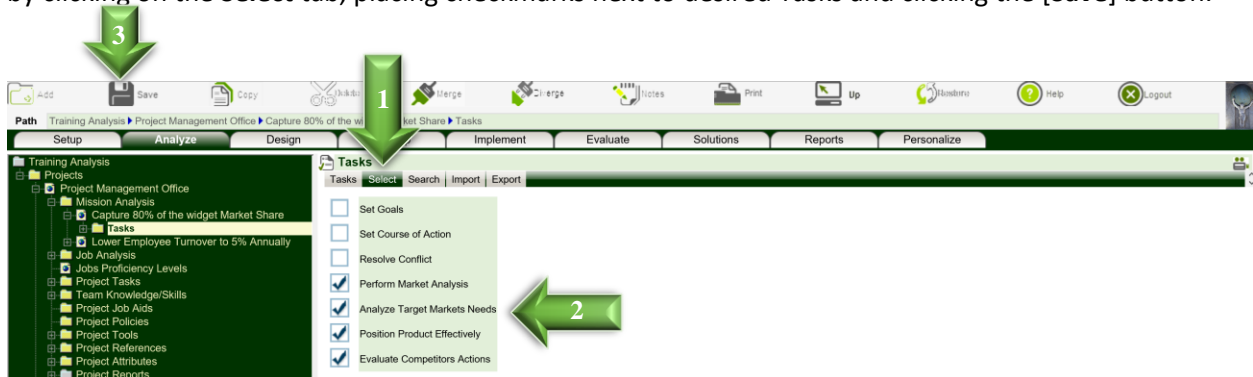 by clicking on the Select tab, placing checkmarks next to desired Tasks and clicking the [Save] button.
3
1
Add Save Copy Merge Diverge Notes Print Up Restore Help Logout
Path Training Analysis Project Management Office Capture 80% of the Market Share Tasks
Setup Analyze Design Implement Evaluate Solutions Reports Personalize
Training Analysis
Projects
Project Management Office
Mission Analysis
Capture 80% of the widget Market Share
Tasks
Lower Employee Turnover to 5% Annually
Job Analysis
Jobs Proficiency Levels
Project Tasks
Team Knowledge/Skills
Project Job Aids
Project Policies
Project Tools
Project References
Project Attributes
Project Reports
Tasks
Tasks Select Search Import Export
Set Goals
Set Course of Action
Resolve Conflict
Perform Market Analysis
Analyze Target Markets Needs
2
Position Product Effectively
Evaluate Competitors Actions